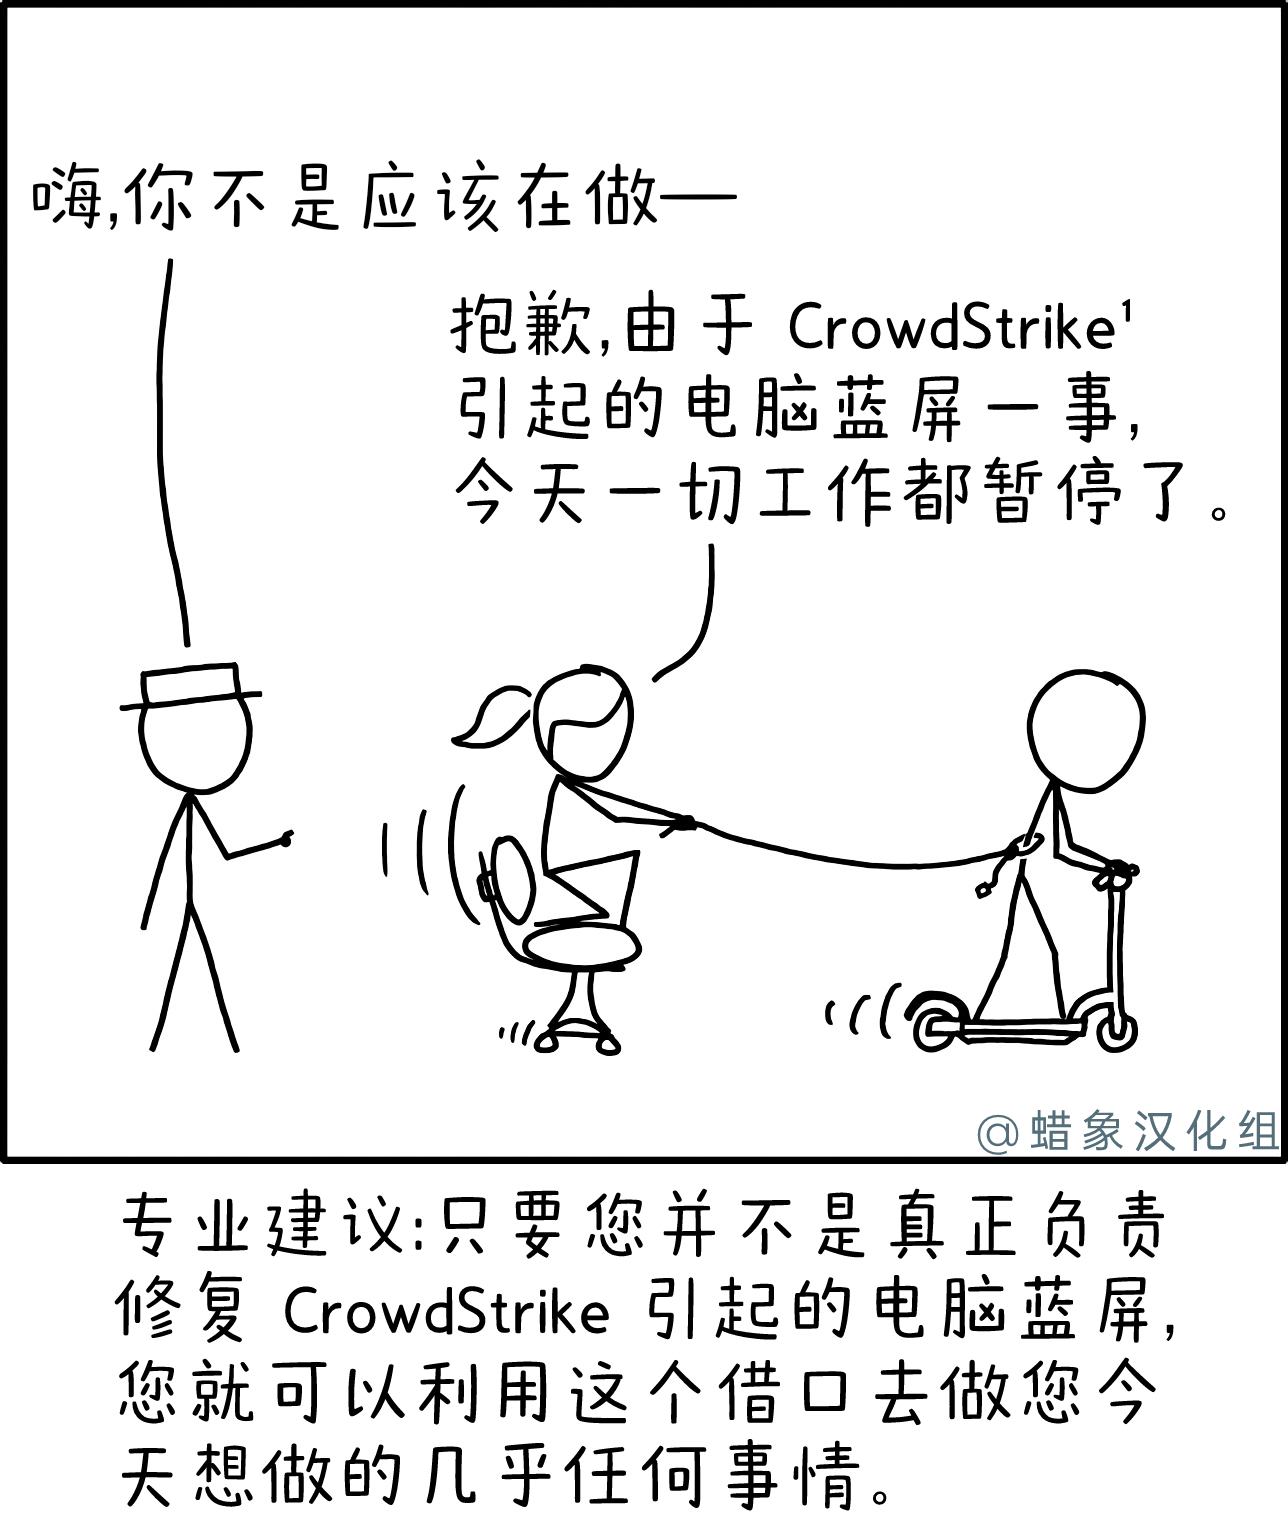 嗨,你不是应该在做—
抱歉,由于 CrowdStrike¹
引起的电脑蓝屏一事,
今天一切工作都暂停了。
@蜡象汉化组
专业建议:只要您并不是真正负责
修复 CrowdStrike 引起的电脑蓝屏,
您就可以利用这个借口去做您今
天想做的几乎任何事情。